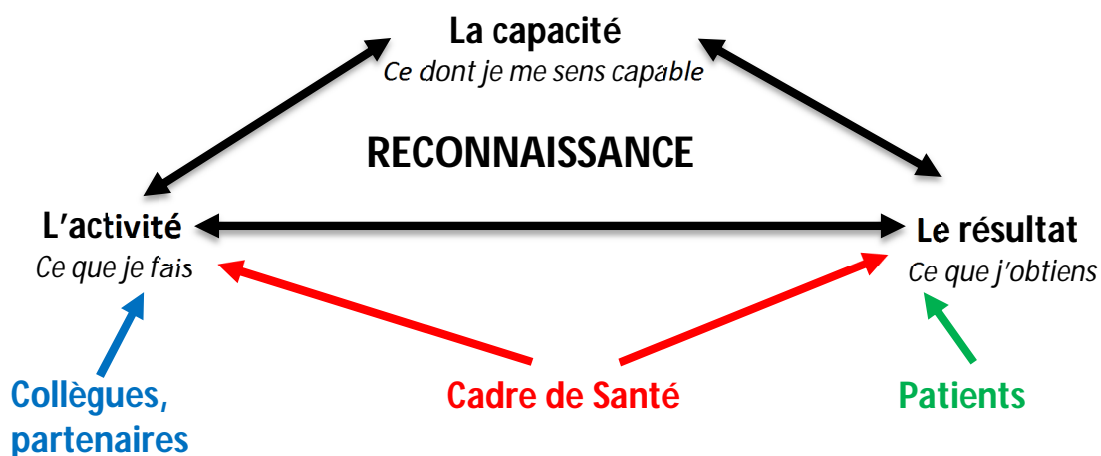 La capacité
Ce dont je me sens capable
RECONNAISSANCE
L'activité
Ce que je fais
Le résultat
Ce que j'obtiens
Collègues,
partenaires
Cadre de Santé
Patients